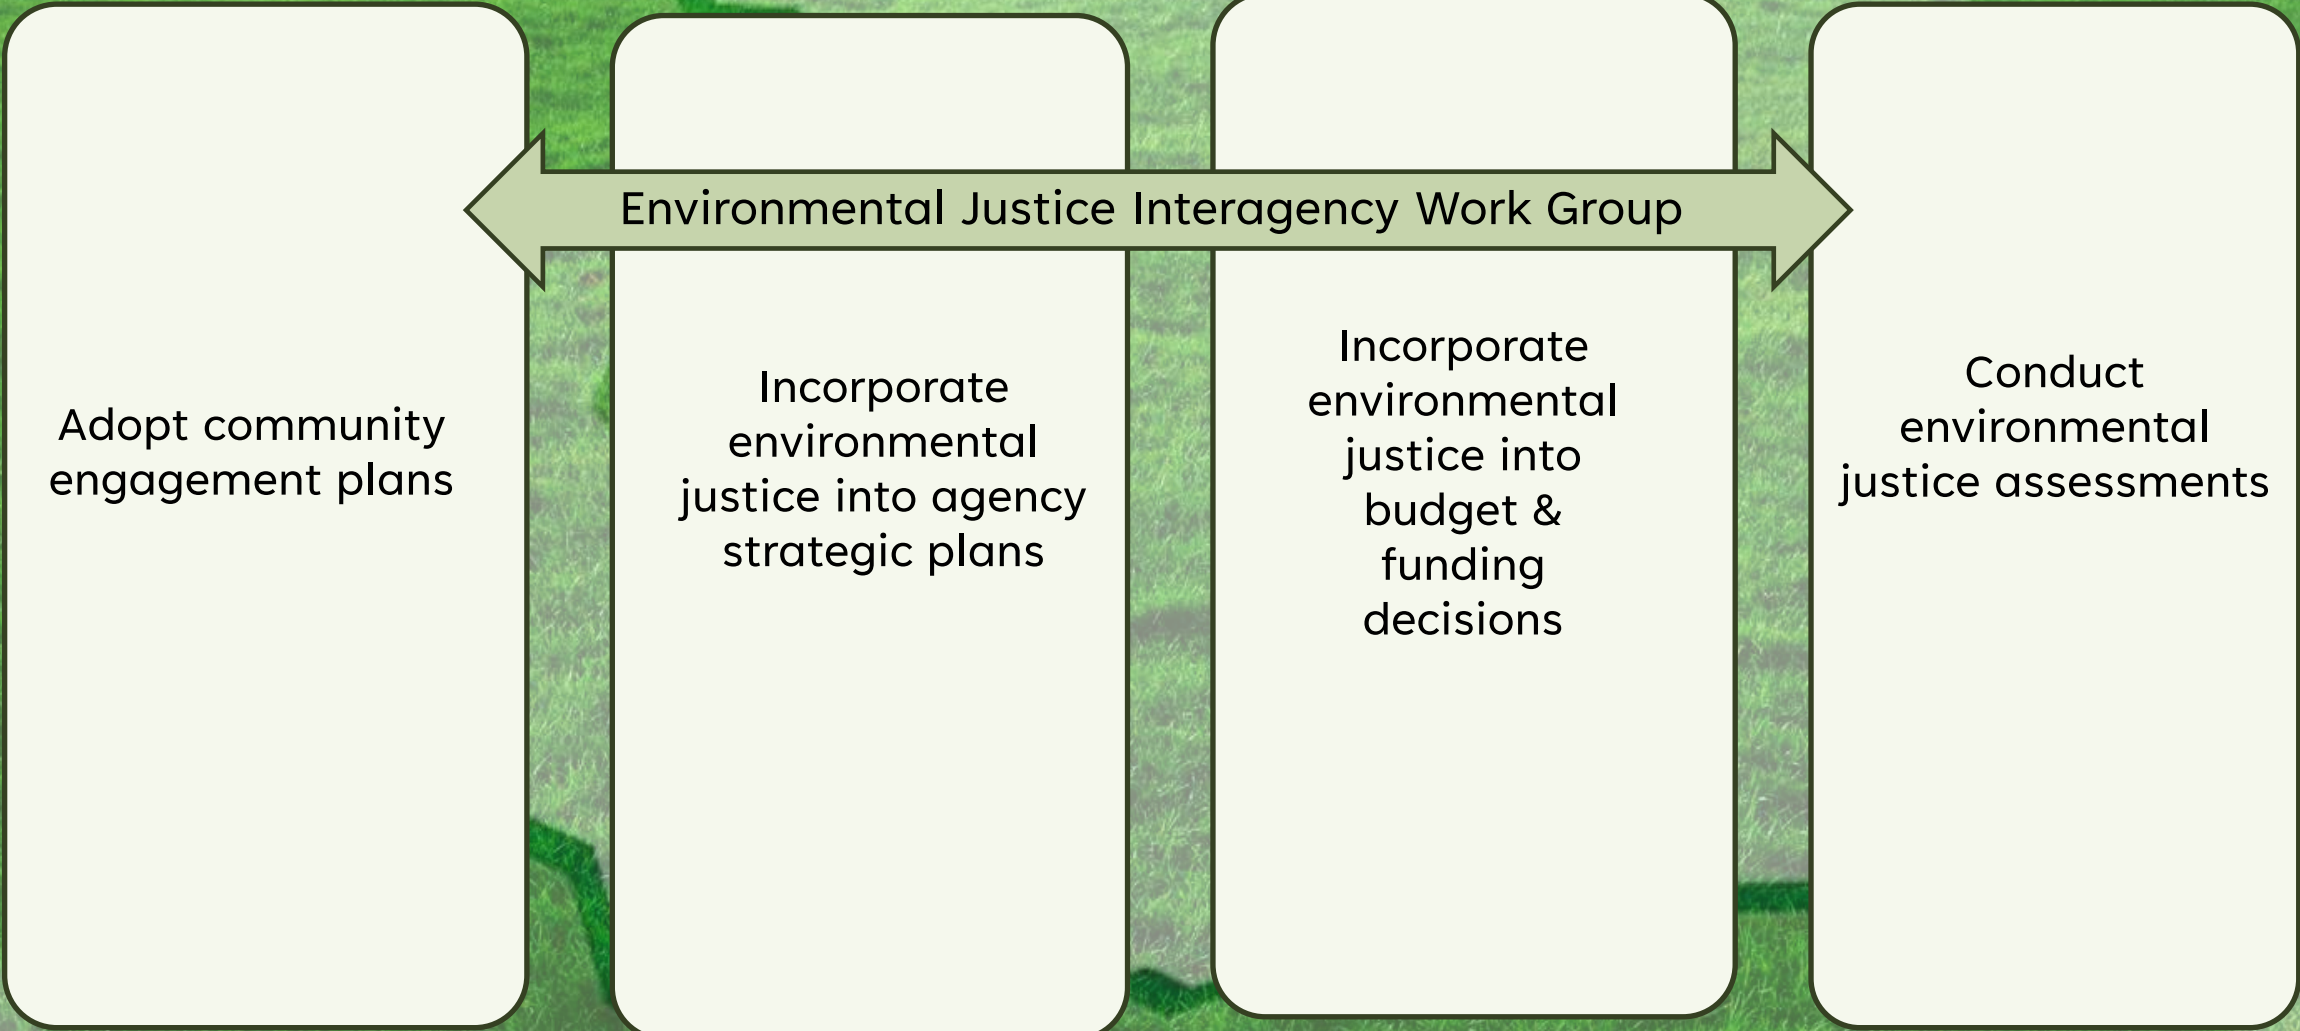 Environmental Justice Interagency Work Group
Adopt community
engagement plans
Incorporate
environmental
justice into agency
strategic plans
Incorporate
environmental
justice into
budget &
funding
decisions
Conduct
environmental
justice assessments